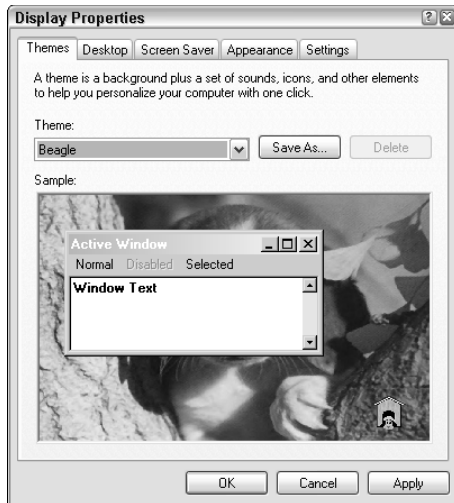 Display Properties
Themes Desktop Screen Saver Appearance Settings
A theme is a background plus a set of sounds, icons, and other elements
to help you personalize your computer with one click.
Theme:
Beagle Save As... Delete
Sample:
Active Window
Normal Disabled Selected
Window Text
OK Cancel Apply